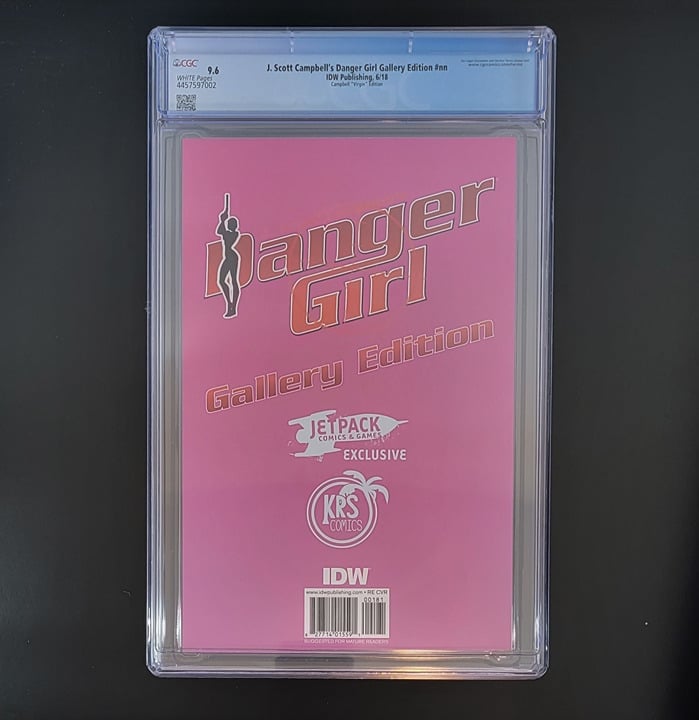 CGC
9.6
WHITE Pages
4457597002
J. Scott Campbell's Danger Girl Gallery Edition #nn
IDW Publishing, 6/18
Campbell "Virgin" Edition
Danger
Girl
Gallery Edition
JETPACK
COMICS & GAMES
EXCLUSIVE
KRS
COMICS
IDW
www.idwpublishing.com • RE CVR
00181
SUGGESTED FOR MATURE READERS